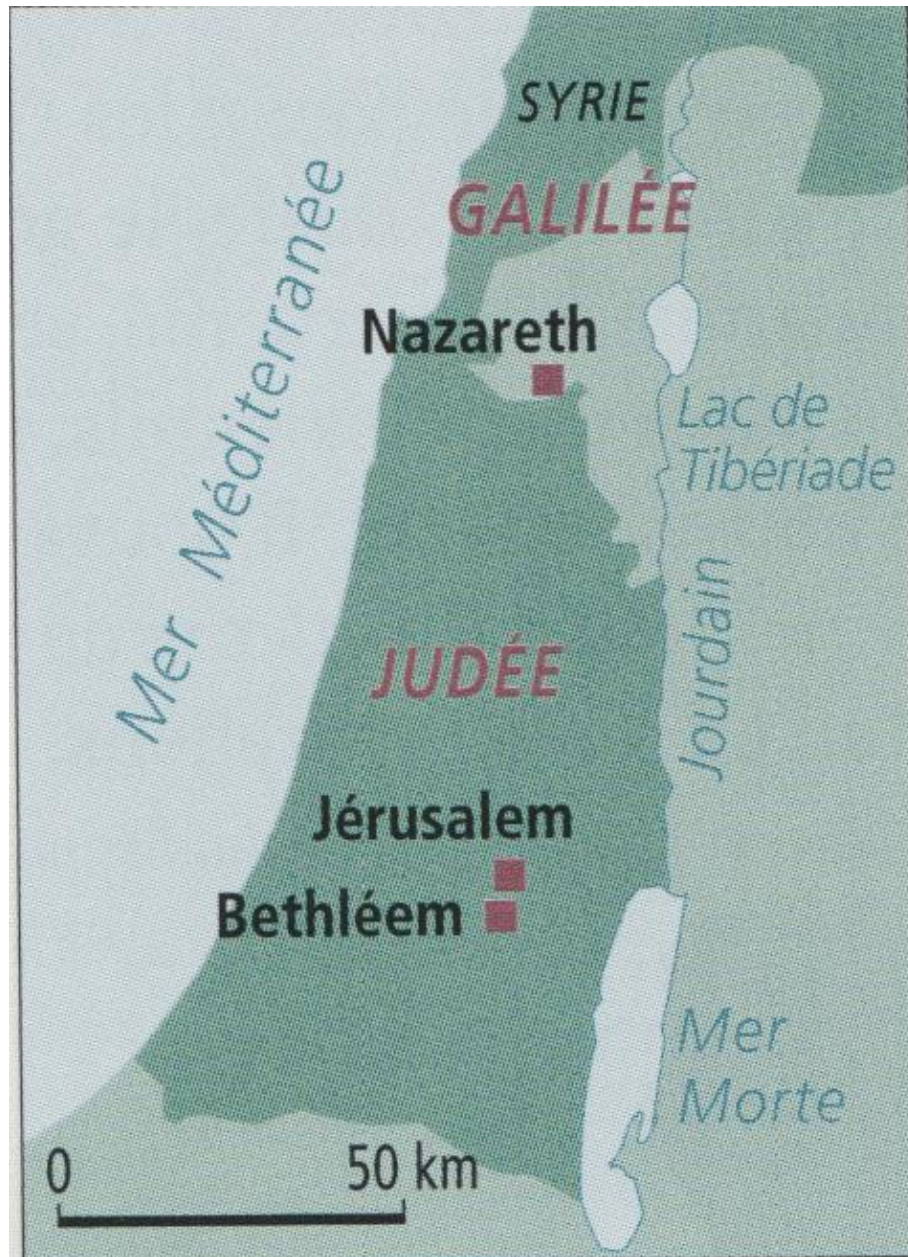 SYRIE
GALILÉE
Mer Méditerranée
Nazareth
Lac de
Tibériade
JUDÉE
Jourdain
Jérusalem
Bethléem
Mer
Morte
0 50 km